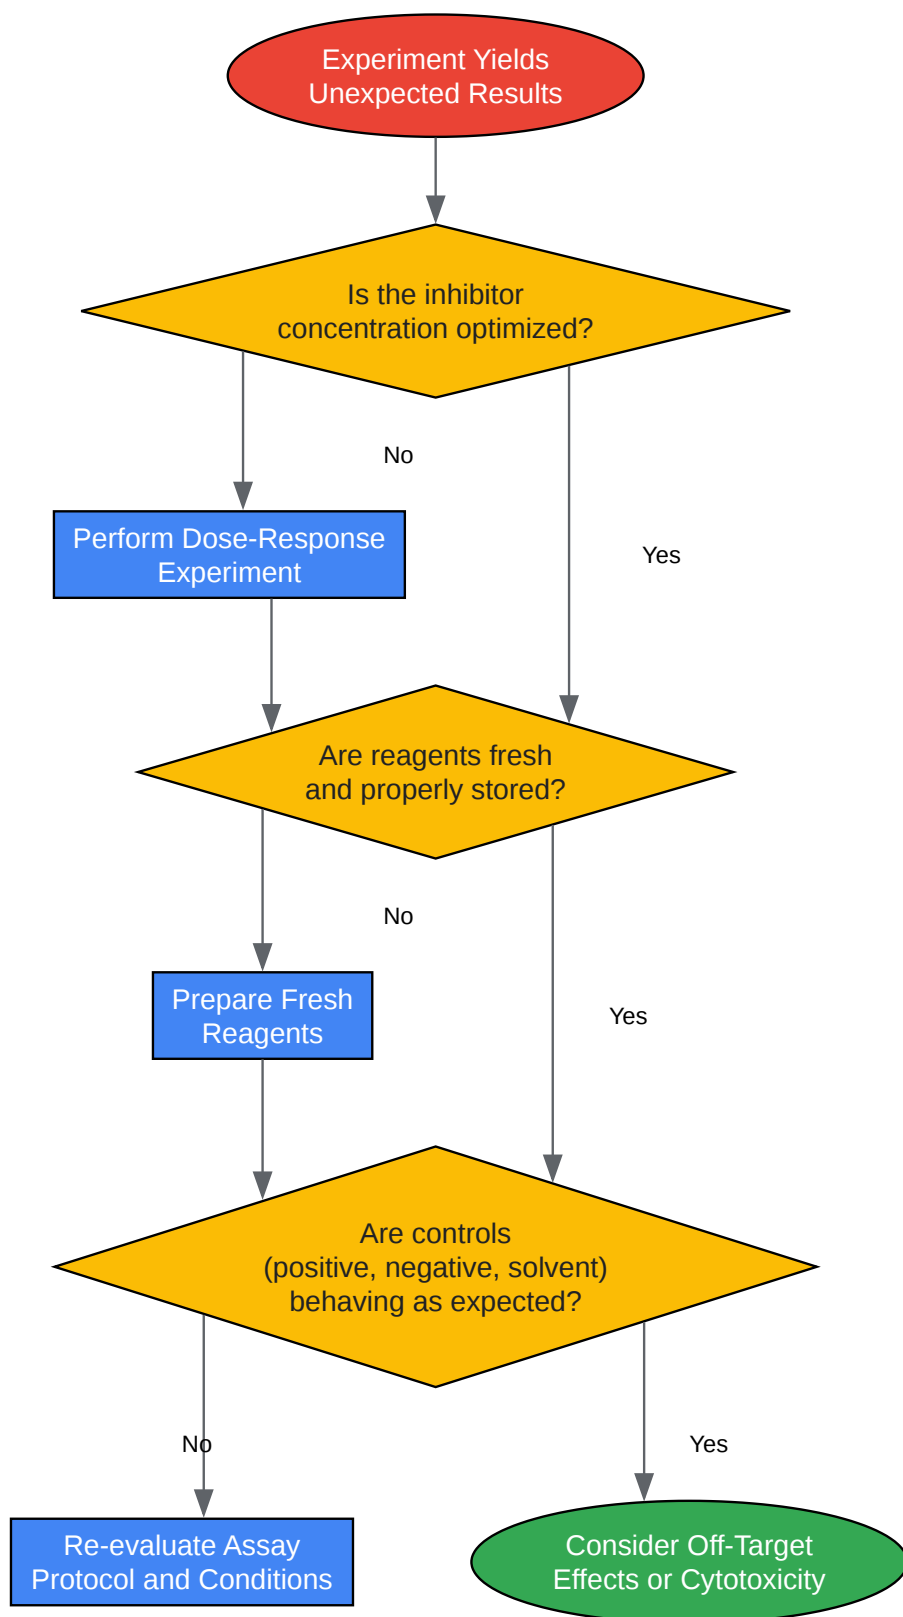 Experiment Yields
Unexpected Results
Is the inhibitor
concentration optimized?
No
Perform Dose-Response
Experiment
Yes
Are reagents fresh
and properly stored?
No
Prepare Fresh
Reagents
Yes
Are controls
(positive, negative, solvent)
behaving as expected?
No
Yes
Re-evaluate Assay
Protocol and Conditions
Consider Off-Target
Effects or Cytotoxicity